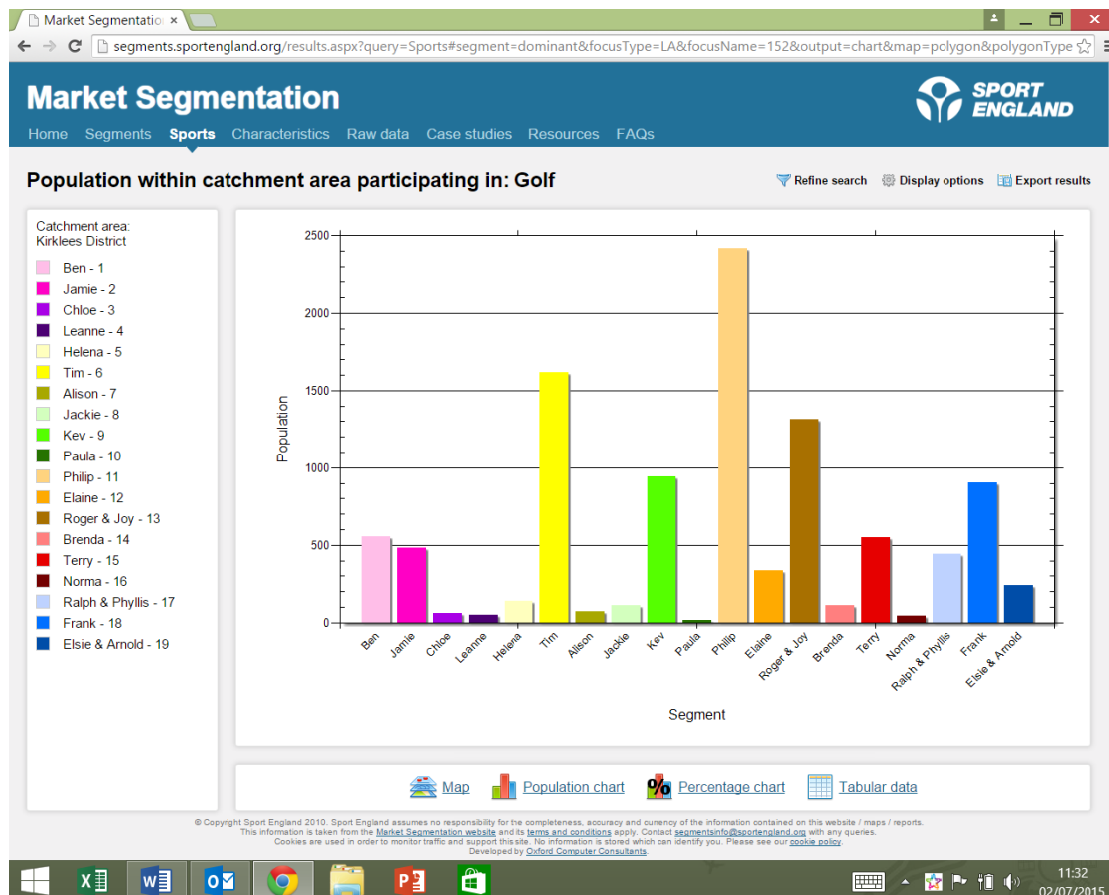 Market Segmentatio ×
segments.sportengland.org/results.aspx?query=Sports#segment=dominant&focusType=LA&focusName=152&output=chart&map=polygon&polygonType
Market Segmentation
SPORT
ENGLAND
Home Segments Sports Characteristics Raw data Case studies Resources FAQs
Population within catchment area participating in: Golf
Refine search Display options Export results
Catchment area:
Kirklees District
Ben - 1
Jamie - 2
Chloe - 3
Leanne - 4
Helena - 5
Tim - 6
Alison - 7
Jackie - 8
Kev - 9
Paula - 10
Philip - 11
Elaine - 12
Roger & Joy - 13
Brenda - 14
Terry - 15
Norma - 16
Ralph & Phyllis - 17
Frank - 18
Elsie & Arnold - 19
2500
2000
1500
1000
500
0
Population
Ben Jamie Chloe Leanne Helena Tim Alison Jackie Kev Paula Philip Elaine Roger & Joy Brenda Terry Norma Ralph & Phyllis Frank Elsie & Arnold
Segment
Map % Population chart Percentage chart Tabular data
© Copyright Sport England 2010. Sport England assumes no responsibility for the completeness, accuracy and currency of the information contained on this website / maps / reports.
This information is taken from the Market Segmentation website and its terms and conditions apply. Contact segmentsinfo@sportengland.org with any queries.
Cookies are used in order to monitor traffic and support this site. No information is stored which can identify you. Please see our cookie policy.
Developed by Oxford Computer Consultants.
11:32
02/07/2015